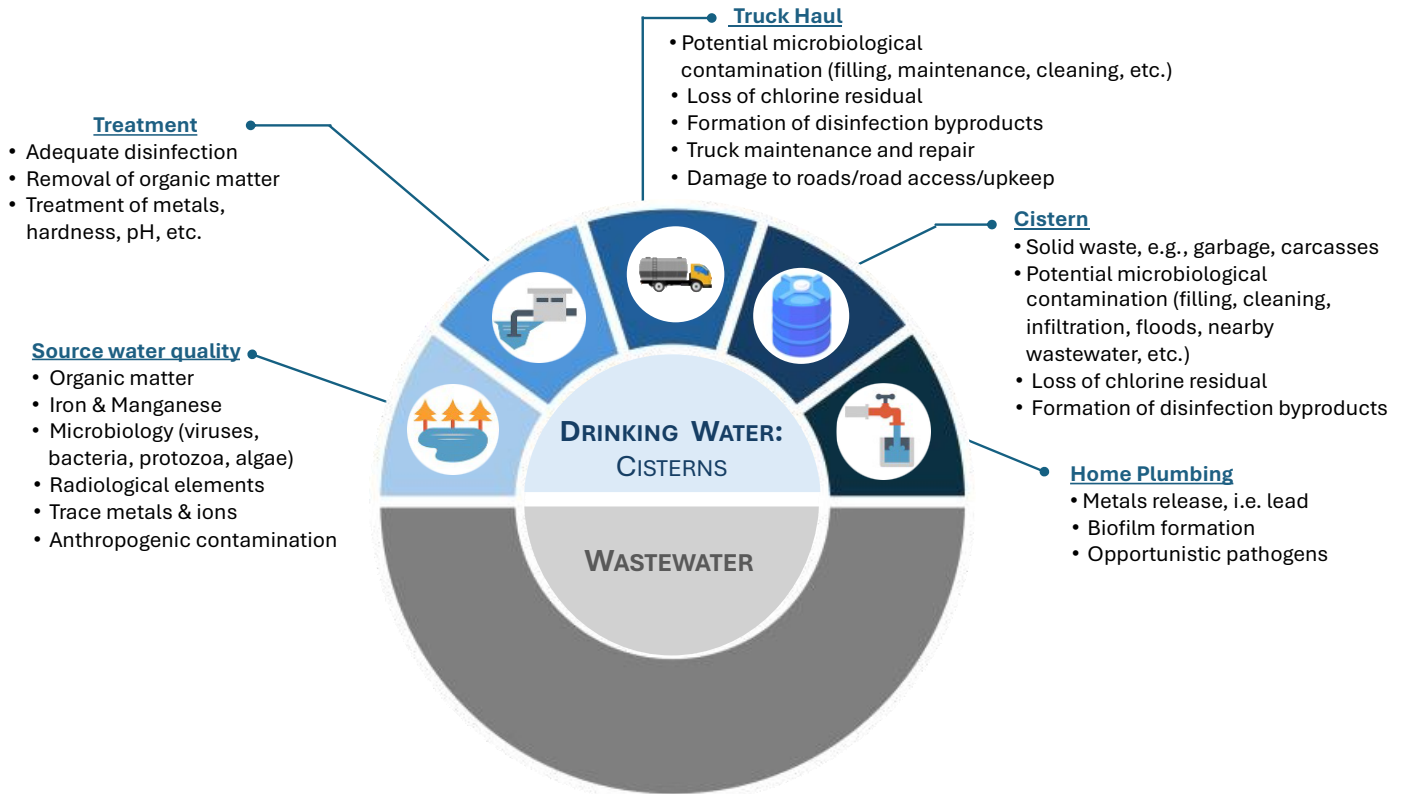 Truck Haul
• Potential microbiological
contamination (filling, maintenance, cleaning, etc.)
• Loss of chlorine residual
• Formation of disinfection byproducts
• Truck maintenance and repair
• Damage to roads/road access/upkeep
Treatment
• Adequate disinfection
• Removal of organic matter
• Treatment of metals,
hardness, pH, etc.
Cistern
• Solid waste, e.g., garbage, carcasses
• Potential microbiological
contamination (filling, cleaning,
infiltration, floods, nearby
wastewater, etc.)
• Loss of chlorine residual
• Formation of disinfection byproducts
Source water quality
• Organic matter
• Iron & Manganese
• Microbiology (viruses,
bacteria, protozoa, algae)
• Radiological elements
• Trace metals & ions
• Anthropogenic contamination
DRINKING WATER:
CISTERNS
Home Plumbing
• Metals release, i.e. lead
• Biofilm formation
• Opportunistic pathogens
WASTEWATER